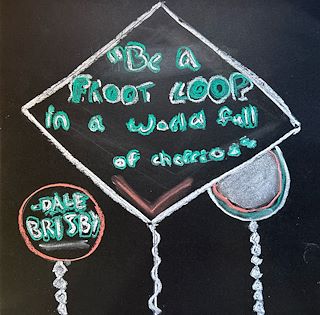 "Be a
FROOT LOOP
in a world full
of cheerios"
-DALE
BRISBY